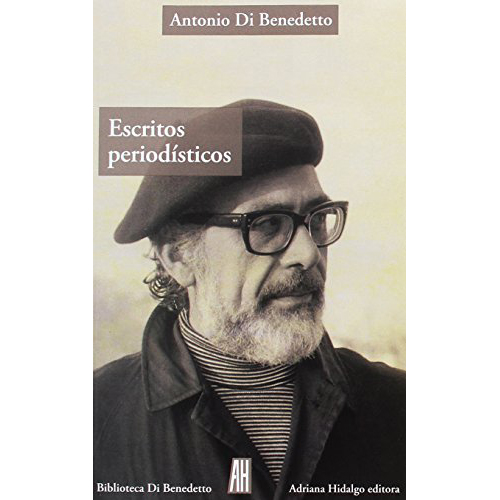 Antonio Di Benedetto
Escritos
periodísticos
Biblioteca Di Benedetto
AH
Adriana Hidalgo editora